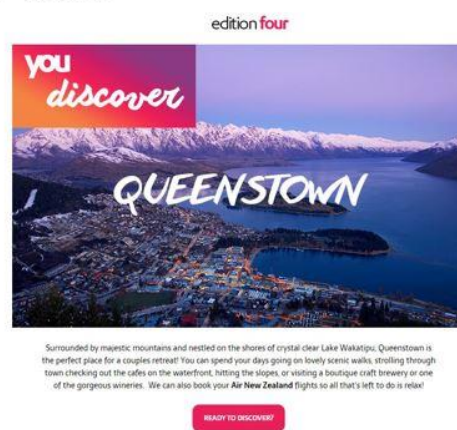 edition four
you
discover
QUEENSTOWN
Surrounded by majestic mountains and nestled on the shores of crystal clear Lake Wakatipu, Queenstown is
the perfect place for a couples retreat! You can spend your days going on lovely scenic walks, strolling through
town checking out the cafes on the waterfront, hitting the slopes, or visiting a boutique craft brewery or one
of the gorgeous wineries. We can also book your Air New Zealand flights so all that's left to do is relax!
READY TO DISCOVER?